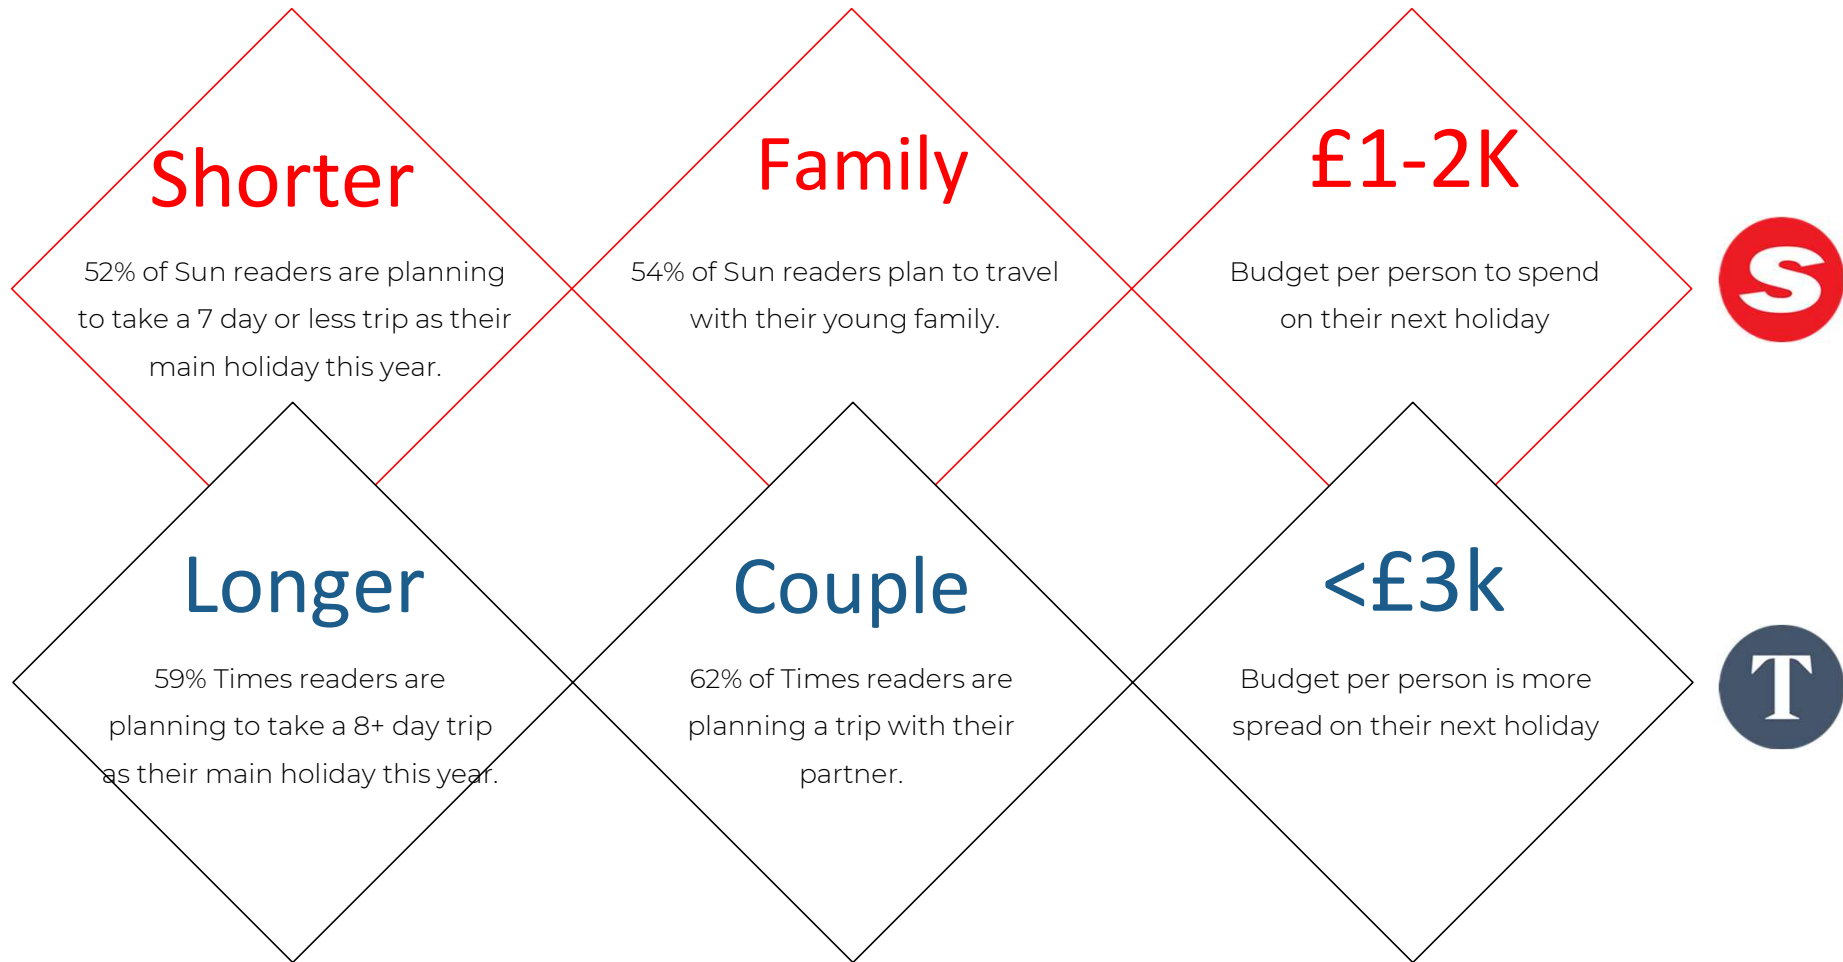 Shorter
52% of Sun readers are planning
to take a 7 day or less trip as their
main holiday this year.
Family
54% of Sun readers plan to travel
with their young family.
£1-2K
Budget per person to spend
on their next holiday
S
Longer
59% Times readers are
planning to take a 8+ day trip
as their main holiday this year.
Couple
62% of Times readers are
planning a trip with their
partner.
<£3k
Budget per person is more
spread on their next holiday
T